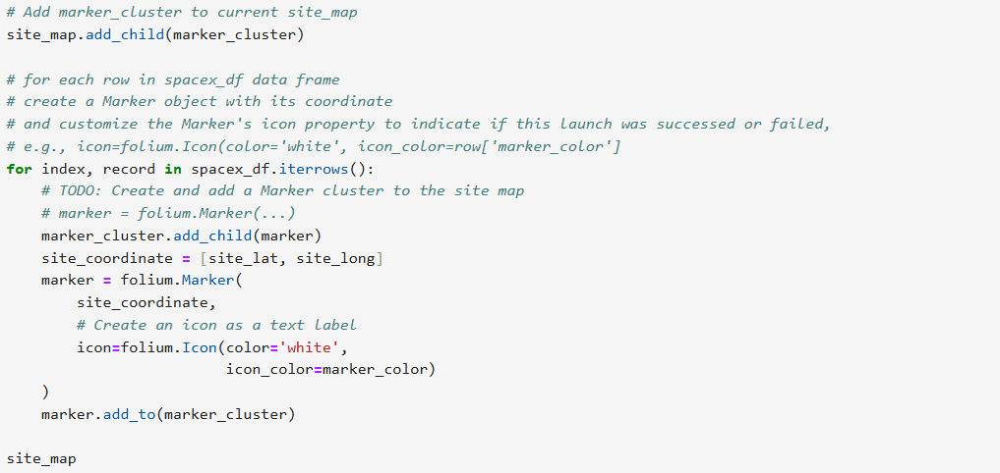 # Add marker_cluster to current site_map
site_map.add_child(marker_cluster)
# for each row in spacex_df data frame
# create a Marker object with its coordinate
# and customize the Marker's icon property to indicate if this launch was successed or failed,
# e.g., icon=folium.Icon(color='white', icon_color=row['marker_color']
for index, record in spacex_df.iterrows():
    # TODO: Create and add a Marker cluster to the site map
    # marker = folium.Marker(...)
    marker_cluster.add_child(marker)
    site_coordinate = [site_lat, site_long]
    marker = folium.Marker(
        site_coordinate,
        # Create an icon as a text label
        icon=folium.Icon(color='white',
                         icon_color=marker_color)
    )
    marker.add_to(marker_cluster)
site_map